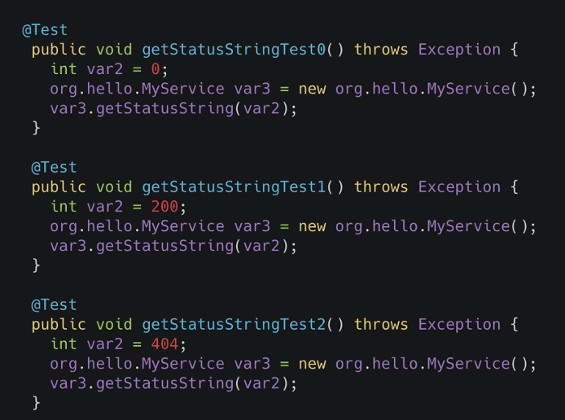 @Test
public void getStatusStringTest0() throws Exception {
int var2 = 0;
org.hello.MyService var3 = new org.hello.MyService();
var3.getStatusString(var2);
}
@Test
public void getStatusStringTest1() throws Exception {
int var2 = 200;
org.hello.MyService var3 = new org.hello.MyService();
var3.getStatusString(var2);
}
@Test
public void getStatusStringTest2() throws Exception {
int var2 = 404;
org.hello.MyService var3 = new org.hello.MyService();
var3.getStatusString(var2);
}